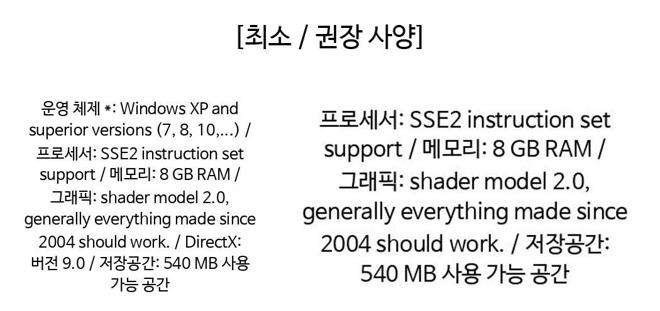 [최소 / 권장 사양]
운영 체제 *: Windows XP and
superior versions (7, 8, 10,...) /
프로세서: SSE2 instruction set
support / 메모리: 8 GB RAM /
그래픽: shader model 2.0,
generally everything made since
2004 should work. / DirectX:
버전 9.0 / 저장공간: 540 MB 사용
가능 공간
프로세서: SSE2 instruction set
support / 메모리: 8 GB RAM /
그래픽: shader model 2.0,
generally everything made since
2004 should work. / 저장공간:
540 MB 사용 가능 공간